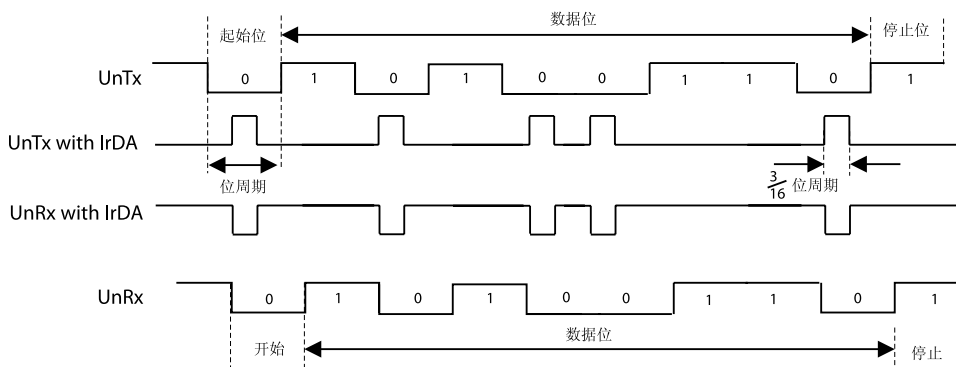 数据位
起始位
停止位
UnTx
0 1 0 1 0 0 1 1 0 1
UnTx with IrDA
位周期
3/16 位周期
UnRx with IrDA
UnRx
0 1 0 1 0 0 1 1 0 1
开始
数据位
停止